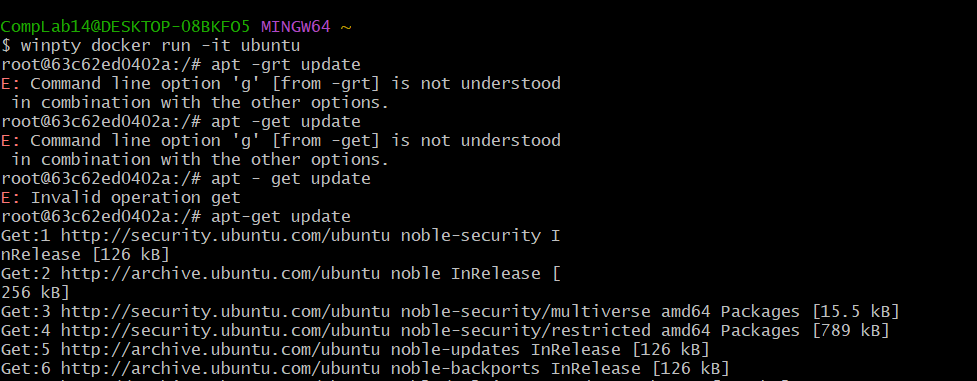 CompLab14@DESKTOP-08BKFO5 MINGW64 ~
$ winpty docker run -it ubuntu
root@63c62ed0402a:/# apt -grt update
E: Command line option 'g' [from -grt] is not understood
 in combination with the other options.
root@63c62ed0402a:/# apt -get update
E: Command line option 'g' [from -get] is not understood
 in combination with the other options.
root@63c62ed0402a:/# apt - get update
E: Invalid operation get
root@63c62ed0402a:/# apt-get update
Get:1 http://security.ubuntu.com/ubuntu noble-security I
nRelease [126 kB]
Get:2 http://archive.ubuntu.com/ubuntu noble InRelease [
256 kB]
Get:3 http://security.ubuntu.com/ubuntu noble-security/multiverse amd64 Packages [15.5 kB]
Get:4 http://security.ubuntu.com/ubuntu noble-security/restricted amd64 Packages [789 kB]
Get:5 http://archive.ubuntu.com/ubuntu noble-updates InRelease [126 kB]
Get:6 http://archive.ubuntu.com/ubuntu noble-backports InRelease [126 kB]